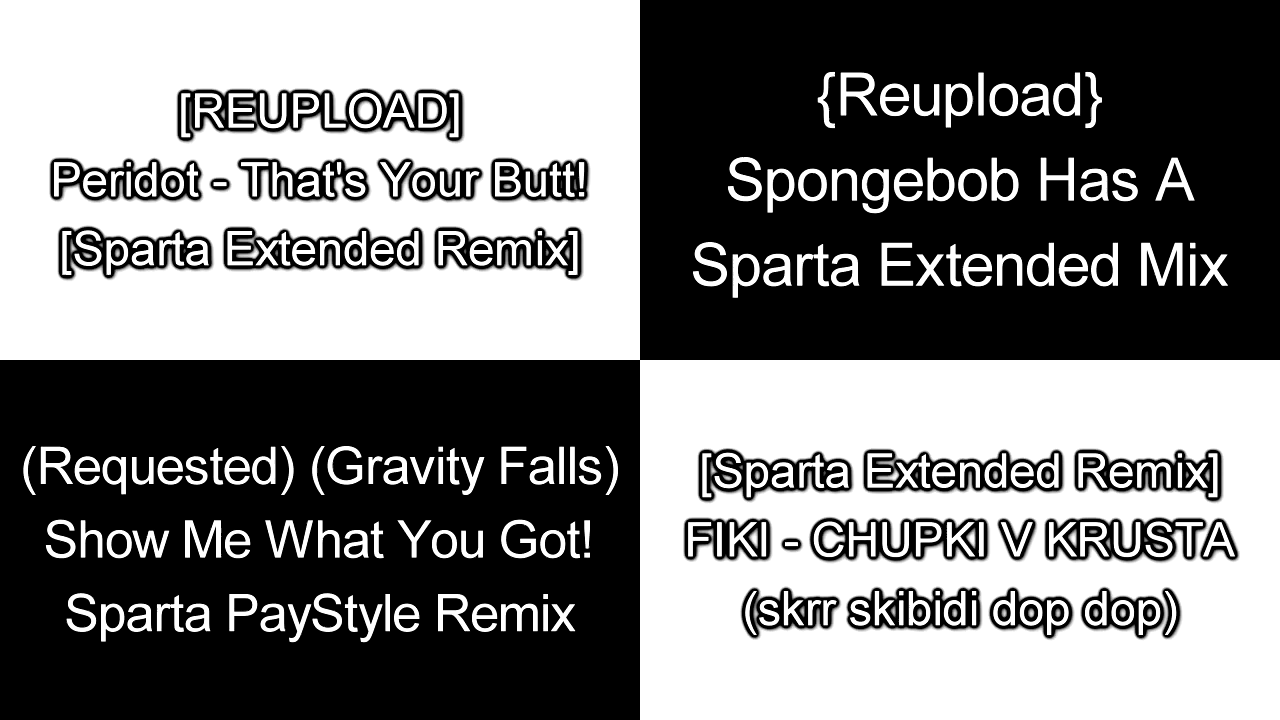 [REUPLOAD]
Peridot - That's Your Butt!
[Sparta Extended Remix]
{Reupload}
Spongebob Has A
Sparta Extended Mix
(Requested) (Gravity Falls)
Show Me What You Got!
Sparta PayStyle Remix
[Sparta Extended Remix]
FIKI - CHUPKI V KRUSTA
(skrr skibidi dop dop)